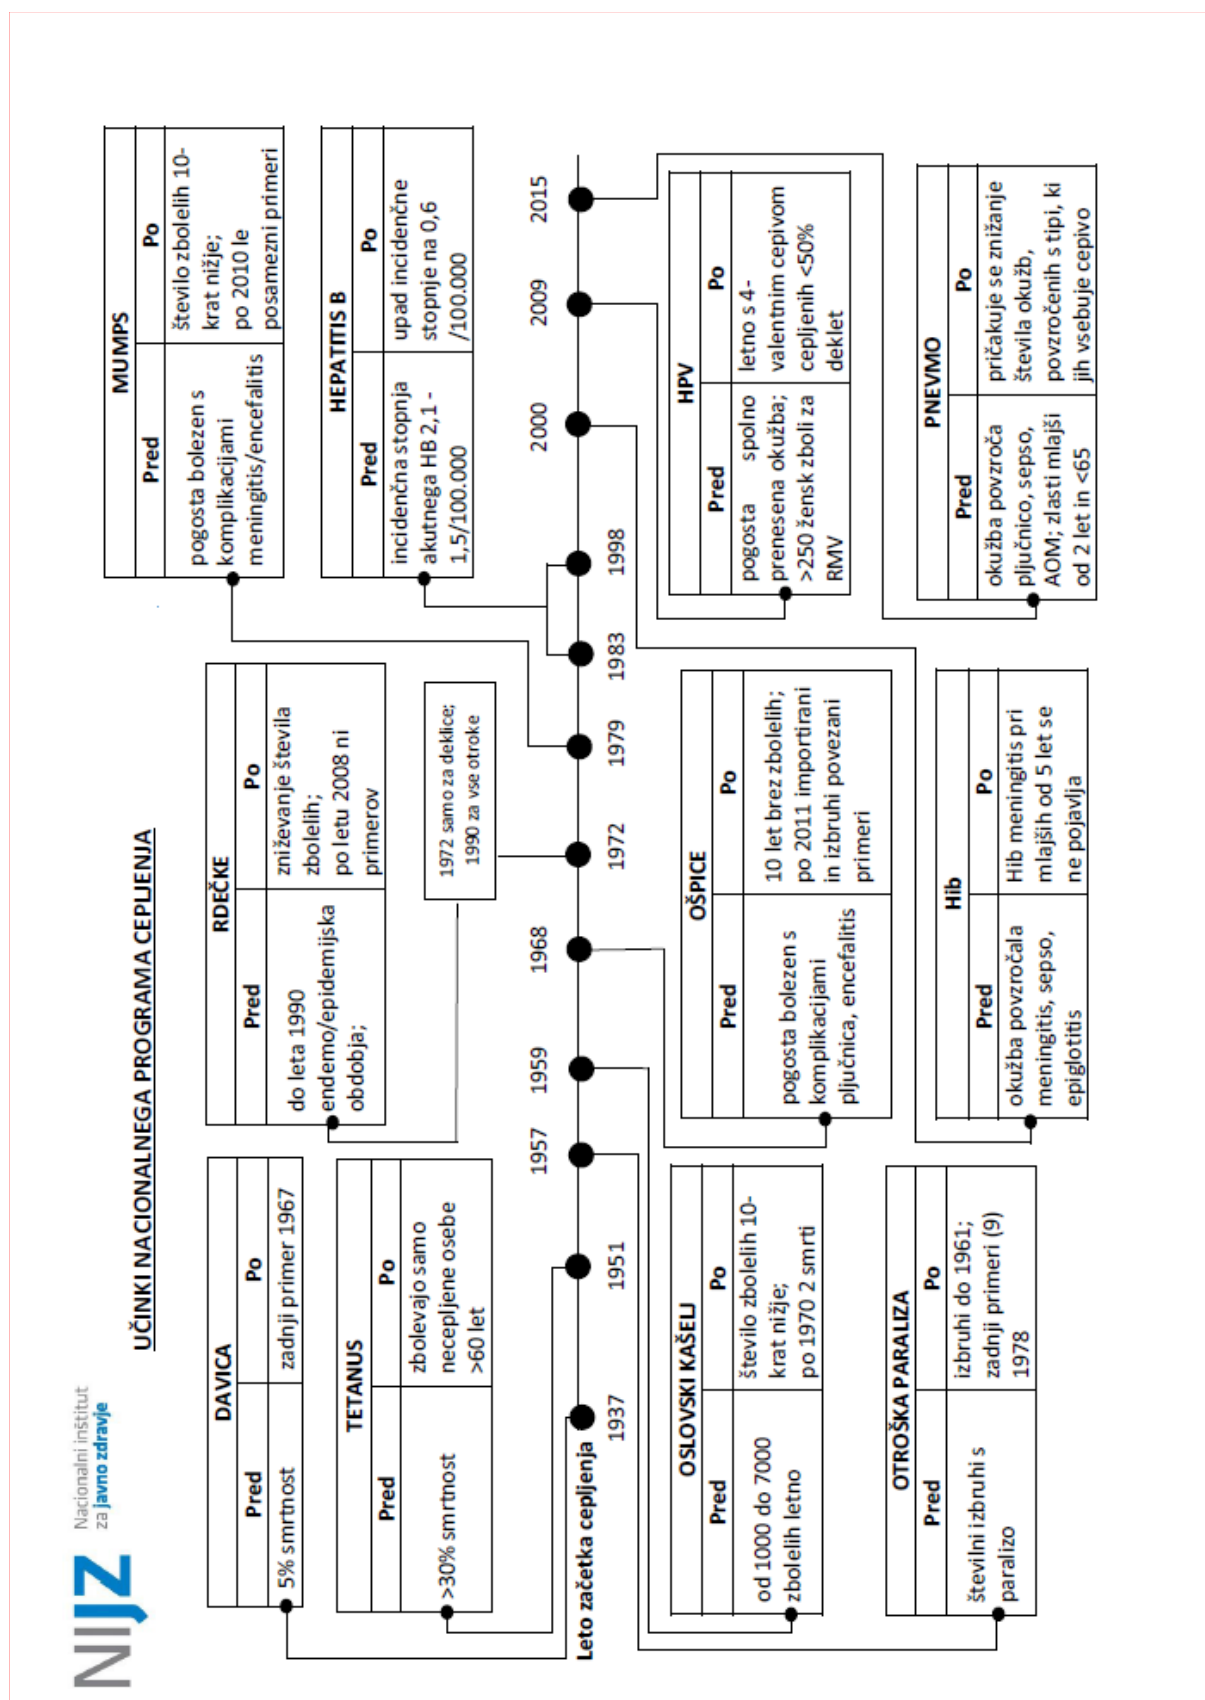 NIJZ
Nacionalni inštitut
za javno zdravje
UČINKI NACIONALNEGA PROGRAMA CEPLJENJA
DAVICA
Pred
Po
5% smrtnost
zadnji primer 1967
TETANUS
Pred
Po
>30% smrtnost
zbolevajo samo
necepljene osebe
>60 let
RDEČKE
Pred
Po
do leta 1990
endemo/epidemijska
obdobja;
zniževanje števila
zbolelih;
po letu 2008 ni
primerov
1972 samo za deklice;
1990 za vse otroke
MUMPS
Pred
Po
pogosta bolezen s
komplikacijami
meningitis/encefalitis
število zbolelih 10-
krat nižje;
po 2010 le
posamezni primeri
HEPATITIS B
Pred
Po
incidenčna stopnja
akutnega HB 2,1 -
1,5/100.000
upad incidenčne
stopnje na 0,6
/100.000
Leto začetka cepljenja
1937
1951
1957
1959
1968
1972
1979
1983
1998
2000
2009
2015
OSLOVSKI KAŠELJ
Pred
Po
od 1000 do 7000
zbolelih letno
število zbolelih 10-
krat nižje;
po 1970 2 smrti
OTROŠKA PARALIZA
Pred
Po
številni izbruhi s
paralizo
izbruhi do 1961;
zadnji primeri (9)
1978
OŠPICE
Pred
Po
pogosta bolezen s
komplikacijami
pljučnica, encefalitis
10 let brez zbolelih;
po 2011 importirani
in izbruhi povezani
primeri
Hib
Pred
Po
okužba povzročala
meningitis, sepso,
epiglotitis
Hib meningitis pri
mlajših od 5 let se
ne pojavlja
HPV
Pred
Po
pogosta spolno
prenesena okužba;
>250 žensk zboli za
RMV
letno s 4-
valentnim cepivom
cepljenih <50%
deklet
PNEVMO
Pred
Po
okužba povzroča
pljučnico, sepso,
AOM; zlasti mlajši
od 2 let in <65
pričakuje se znižanje
števila okužb,
povzročenih s tipi, ki
jih vsebuje cepivo